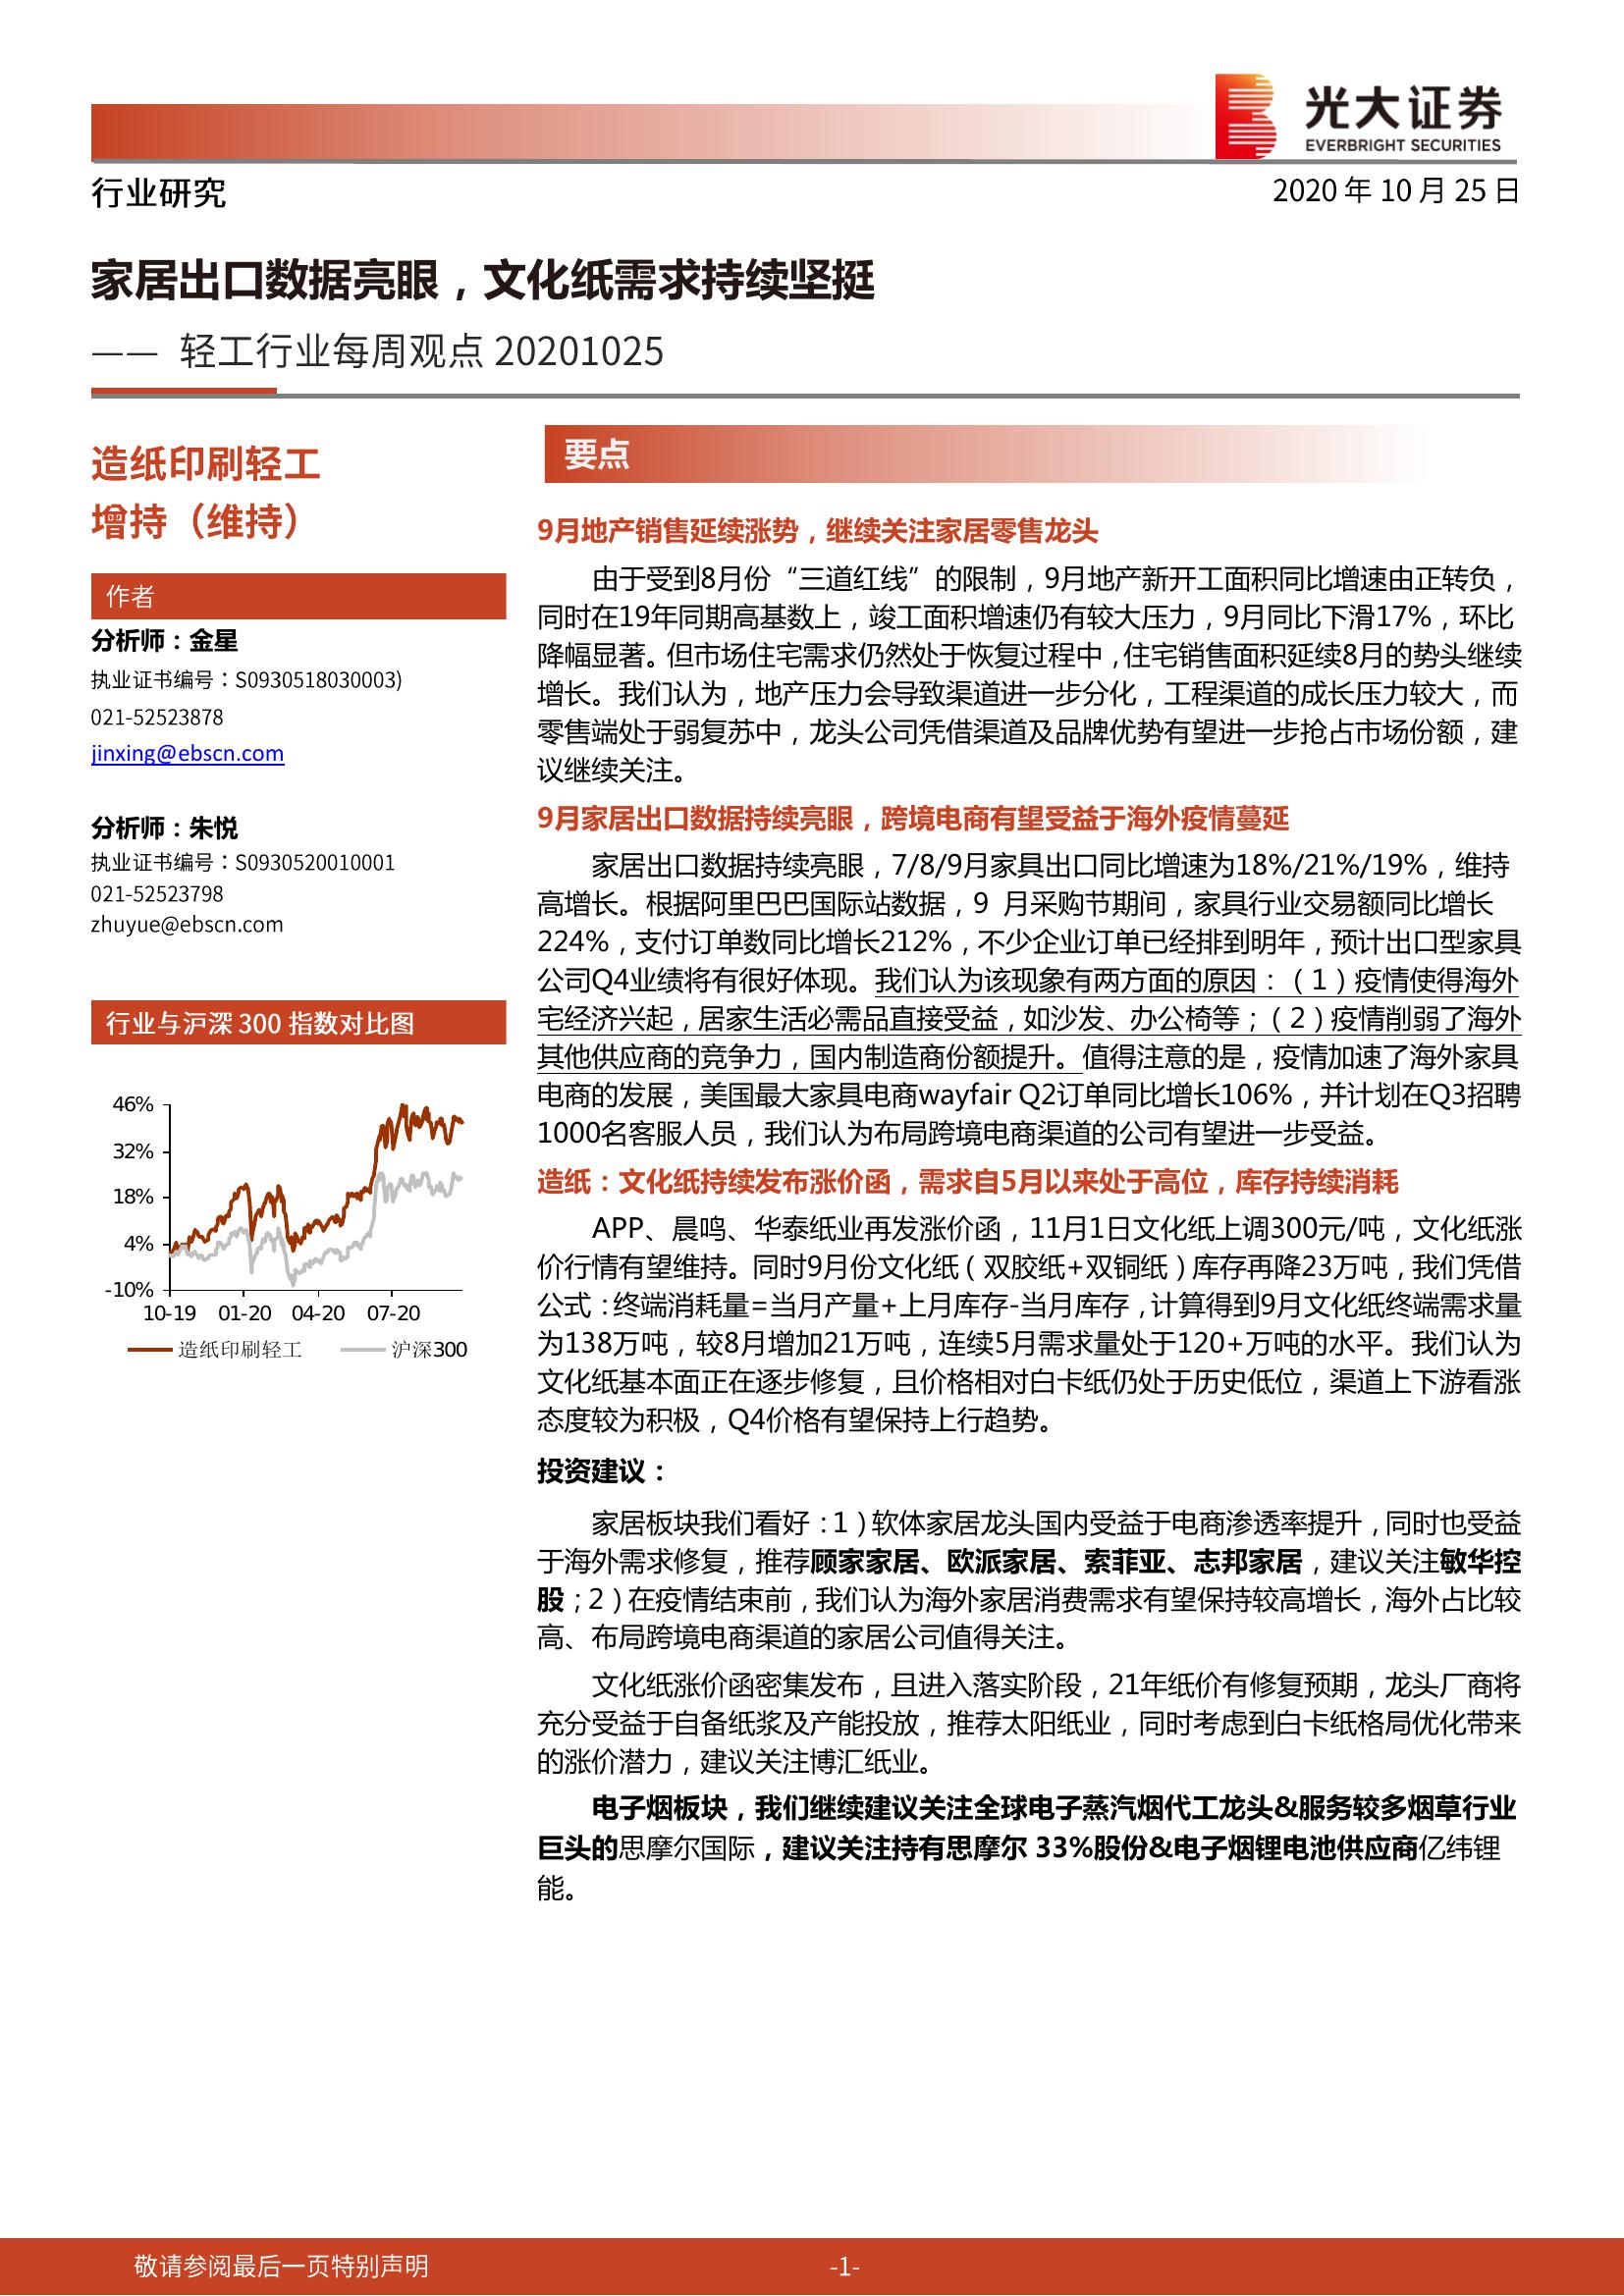 光大证券
EVERBRIGHT SECURITIES
行业研究
2020 年 10 月 25 日
家居出口数据亮眼，文化纸需求持续坚挺
—— 轻工行业每周观点 20201025
造纸印刷轻工
增持（维持）
作者
分析师：金星
执业证书编号：S0930518030003)
021-52523878
jinxing@ebscn.com
分析师：朱悦
执业证书编号：S0930520010001
021-52523798
zhuyue@ebscn.com
行业与沪深 300 指数对比图
46%
32%
18%
4%
-10%
10-19 01-20 04-20 07-20
造纸印刷轻工 沪深300
要点
9月地产销售延续涨势，继续关注家居零售龙头
由于受到8月份“三道红线”的限制，9月地产新开工面积同比增速由正转负，
同时在19年同期高基数上，竣工面积增速仍有较大压力，9月同比下滑17%，环比
降幅显著。但市场住宅需求仍然处于恢复过程中，住宅销售面积延续8月的势头继续
增长。我们认为，地产压力会导致渠道进一步分化，工程渠道的成长压力较大，而
零售端处于弱复苏中，龙头公司凭借渠道及品牌优势有望进一步抢占市场份额，建
议继续关注。
9月家居出口数据持续亮眼，跨境电商有望受益于海外疫情蔓延
家居出口数据持续亮眼，7/8/9月家具出口同比增速为18%/21%/19%，维持
高增长。根据阿里巴巴国际站数据，9 月采购节期间，家具行业交易额同比增长
224%，支付订单数同比增长212%，不少企业订单已经排到明年，预计出口型家具
公司Q4业绩将有很好体现。我们认为该现象有两方面的原因：（1）疫情使得海外
宅经济兴起，居家生活必需品直接受益，如沙发、办公椅等；（2）疫情削弱了海外
其他供应商的竞争力，国内制造商份额提升。值得注意的是，疫情加速了海外家具
电商的发展，美国最大家具电商wayfair Q2订单同比增长106%，并计划在Q3招聘
1000名客服人员，我们认为布局跨境电商渠道的公司有望进一步受益。
造纸：文化纸持续发布涨价函，需求自5月以来处于高位，库存持续消耗
APP、晨鸣、华泰纸业再发涨价函，11月1日文化纸上调300元/吨，文化纸涨
价行情有望维持。同时9月份文化纸（双胶纸+双铜纸）库存再降23万吨，我们凭借
公式：终端消耗量=当月产量+上月库存-当月库存，计算得到9月文化纸终端需求量
为138万吨，较8月增加21万吨，连续5月需求量处于120+万吨的水平。我们认为
文化纸基本面正在逐步修复，且价格相对白卡纸仍处于历史低位，渠道上下游看涨
态度较为积极，Q4价格有望保持上行趋势。
投资建议：
家居板块我们看好：1）软体家居龙头国内受益于电商渗透率提升，同时也受益
于海外需求修复，推荐顾家家居、欧派家居、索菲亚、志邦家居，建议关注敏华控
股；2）在疫情结束前，我们认为海外家居消费需求有望保持较高增长，海外占比较
高、布局跨境电商渠道的家居公司值得关注。
文化纸涨价函密集发布，且进入落实阶段，21年纸价有修复预期，龙头厂商将
充分受益于自备纸浆及产能投放，推荐太阳纸业，同时考虑到白卡纸格局优化带来
的涨价潜力，建议关注博汇纸业。
电子烟板块，我们继续建议关注全球电子蒸汽烟代工龙头&服务较多烟草行业
巨头的思摩尔国际，建议关注持有思摩尔 33%股份&电子烟锂电池供应商亿纬锂
能。
敬请参阅最后一页特别声明
-1-